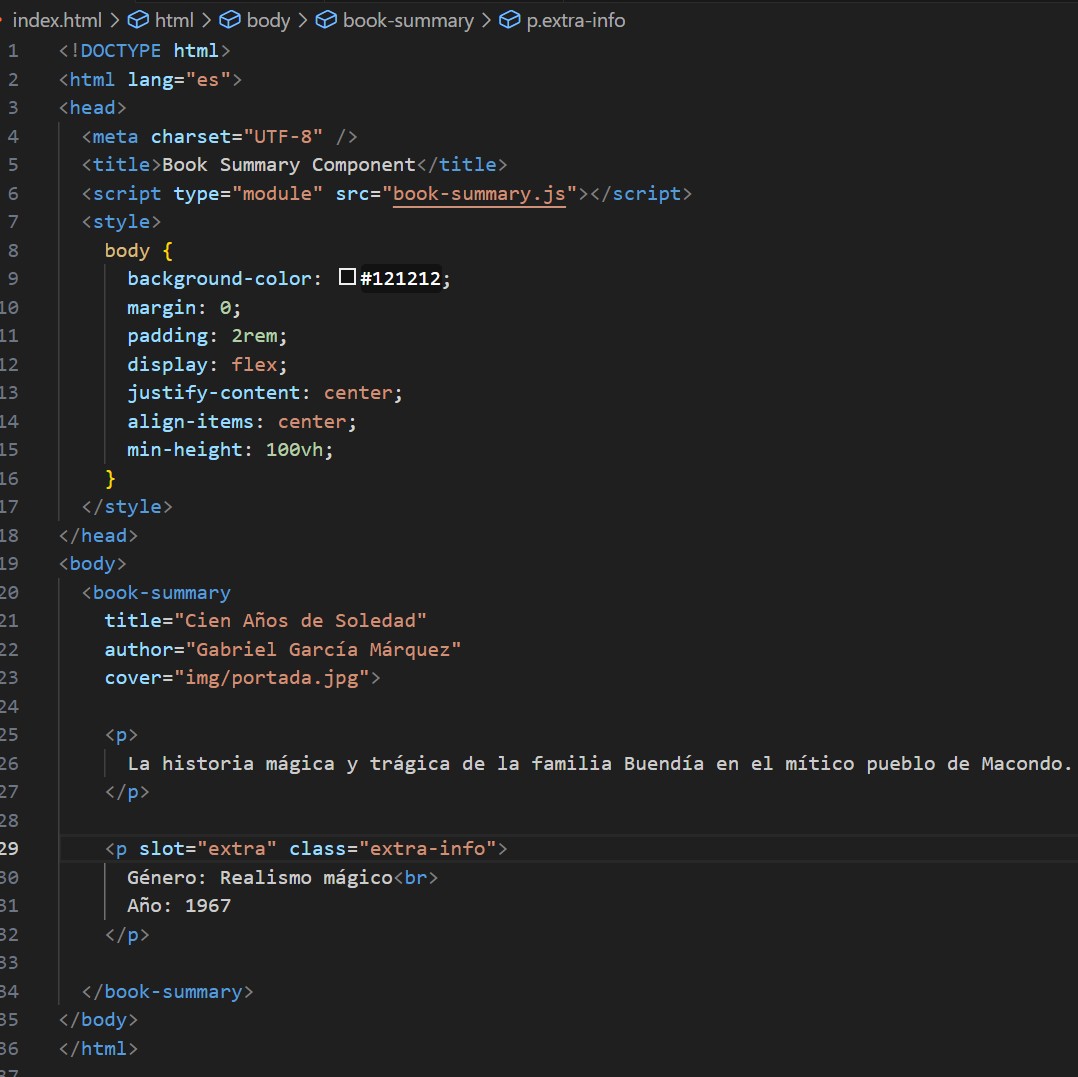 index.html > html > body > book-summary > p.extra-info
1 <!DOCTYPE html>
2 <html lang="es">
3 <head>
4   <meta charset="UTF-8" />
5   <title>Book Summary Component</title>
6   <script type="module" src="book-summary.js"></script>
7   <style>
8     body {
9       background-color: #121212;
10       margin: 0;
11       padding: 2rem;
12       display: flex;
13       justify-content: center;
14       align-items: center;
15       min-height: 100vh;
16     }
17   </style>
18 </head>
19 <body>
20   <book-summary
21     title="Cien Años de Soledad"
22     author="Gabriel García Márquez"
23     cover="img/portada.jpg">
24
25     <p>
26       La historia mágica y trágica de la familia Buendía en el mítico pueblo de Macondo.
27     </p>
28
29     <p slot="extra" class="extra-info">
30       Género: Realismo mágico<br>
31       Año: 1967
32     </p>
33
34   </book-summary>
35 </body>
36 </html>
37